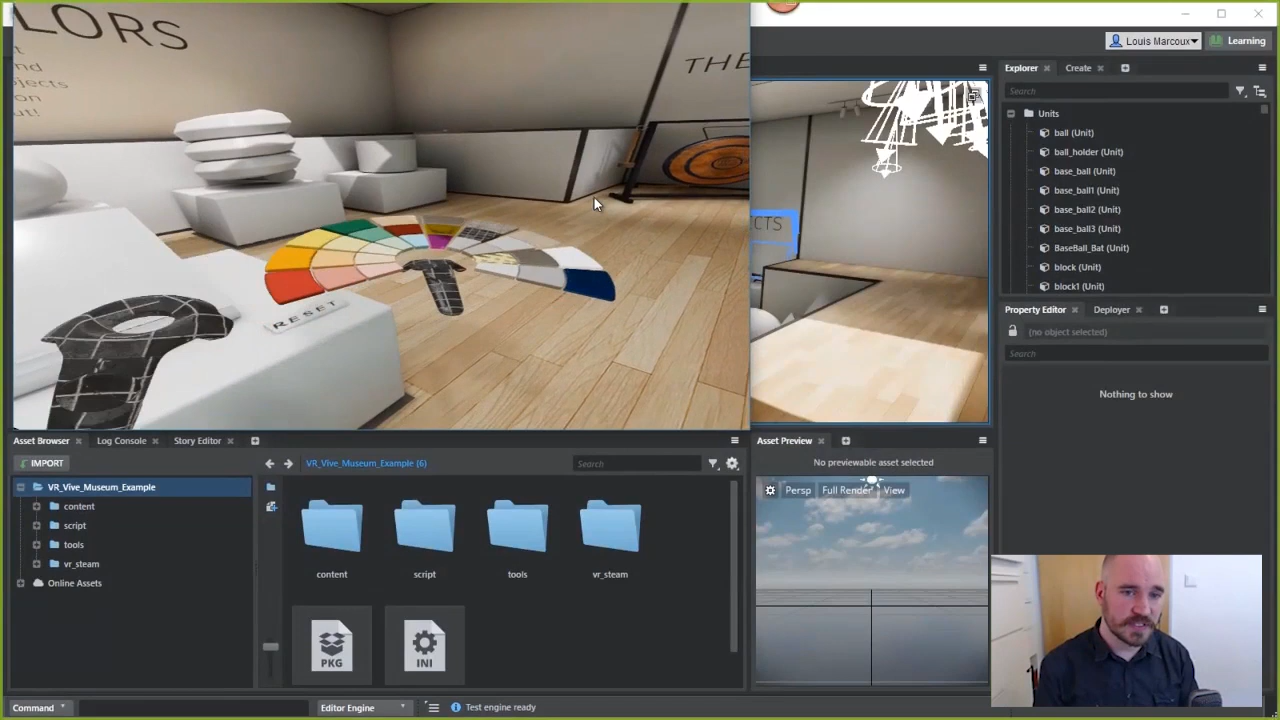 LORS
nd
ojects
on
ut!
THE
RESET
CTS
Louis Marcoux
Learning
Explorer
Create
Search
Units
ball (Unit)
ball_holder (Unit)
base_ball (Unit)
base_ball1 (Unit)
base_ball2 (Unit)
base_ball3 (Unit)
BaseBall_Bat (Unit)
block (Unit)
block1 (Unit)
Property Editor
Deployer
(no object selected)
Search
Nothing to show
Asset Browser
Log Console
Story Editor
IMPORT
VR_Vive_Museum_Example (6)
Search
VR_Vive_Museum_Example
content
script
tools
vr_steam
Online Assets
content
script
tools
vr_steam
PKG
INI
Asset Preview
No previewable asset selected
Persp
Full Render
View
Command
Editor Engine
Test engine ready